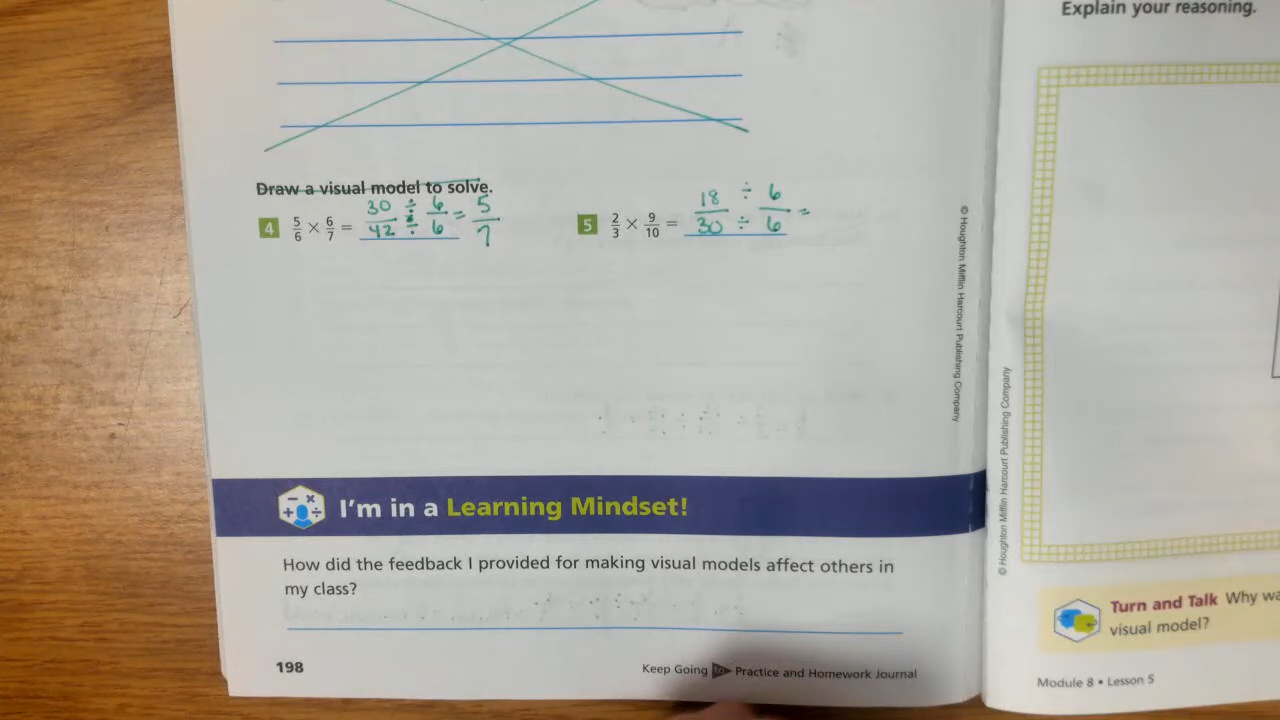 Explain your reasoning.
Draw a visual model to solve.
4 5/6 × 6/7 = 30/42 ÷ 6/6 = 5/7
5 2/3 × 9/10 = 18/30 ÷ 6/6 =
© Houghton Mifflin Harcourt Publishing Company
I'm in a Learning Mindset!
How did the feedback I provided for making visual models affect others in
my class?
198
Keep Going Practice and Homework Journal
© Houghton Mifflin Harcourt Publishing Company
Turn and Talk Why
visual model?
Module 8 • Lesson 5